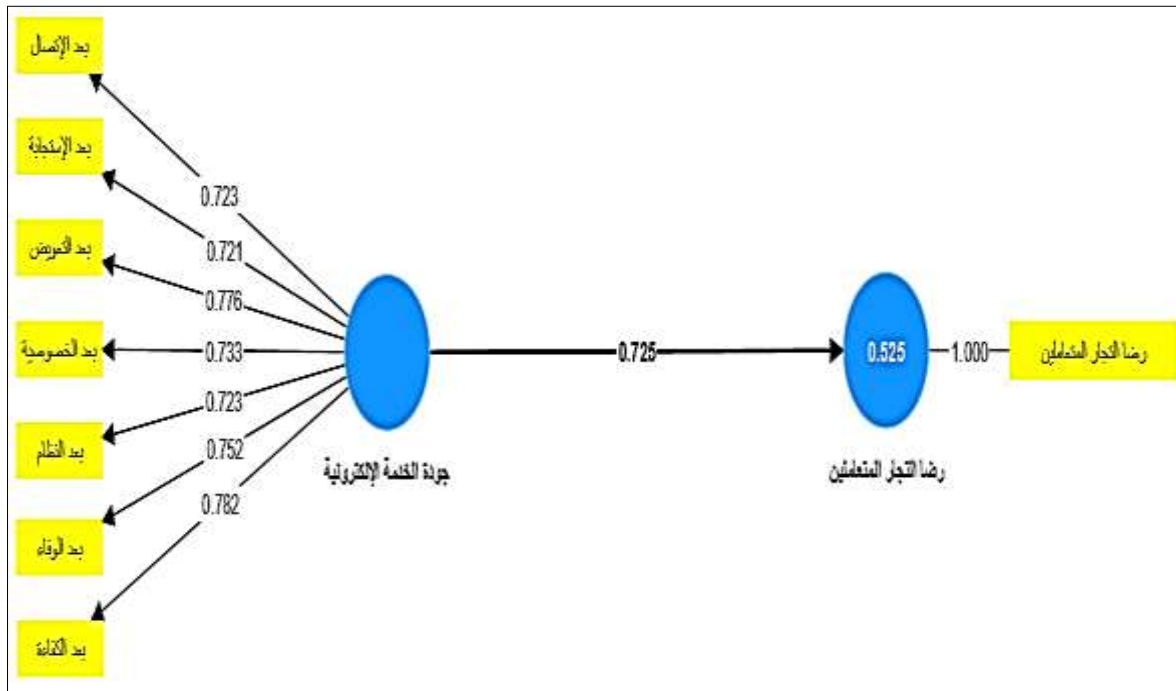 بعد الإتصال
بعد الإستجابة
بعد التعويض
بعد الخصوصية
بعد النظام
بعد الوفاء
بعد الكفاءة
0.723
0.721
0.776
0.733
0.723
0.752
0.782
جودة الخدمة الإلكترونية
0.725
0.525
رضا التجار المتعاملين
1.000
رضا التجار المتعاملين